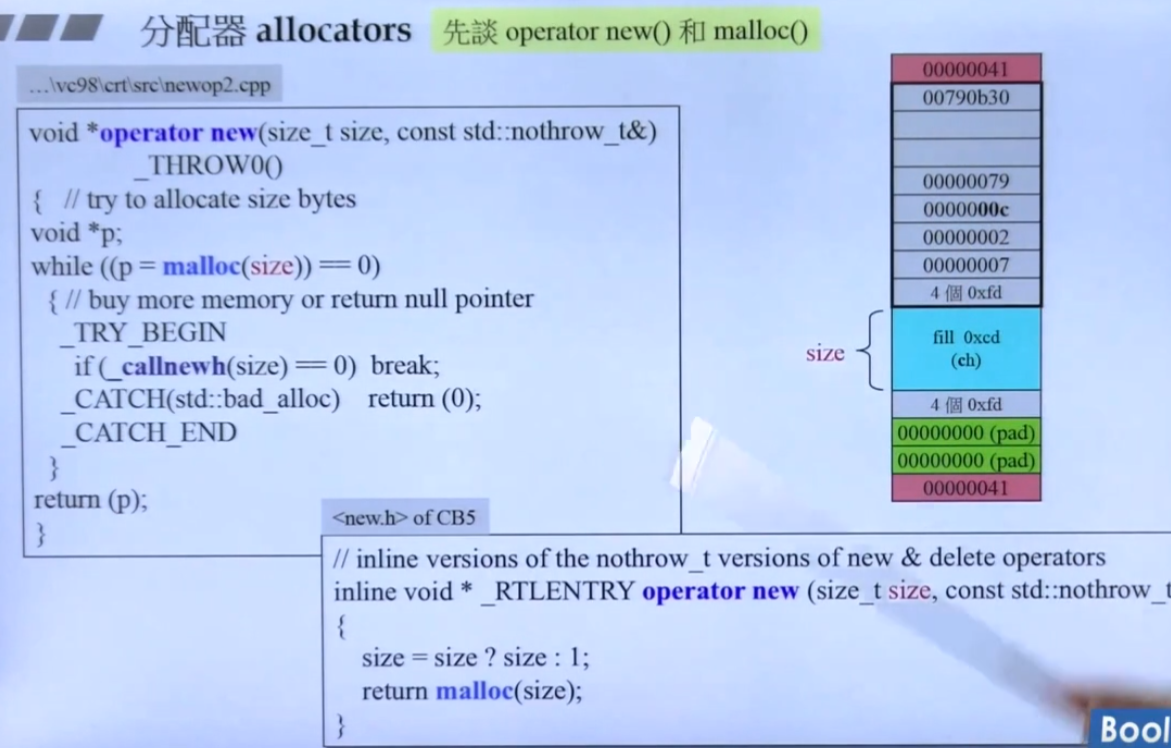 分配器 allocators
先談 operator new() 和 malloc()
...\vc98\crt\src\newop2.cpp
void *operator new(size_t size, const std::nothrow_t&)
_THROW0()
{ // try to allocate size bytes
void *p;
while ((p = malloc(size)) == 0)
{ // buy more memory or return null pointer
_TRY_BEGIN
if (_callnewh(size) == 0) break;
_CATCH(std::bad_alloc) return (0);
_CATCH_END
}
return (p);
}
<new.h> of CB5
// inline versions of the nothrow_t versions of new & delete operators
inline void * _RTLENTRY operator new (size_t size, const std::nothrow_t
{
size = size ? size : 1;
return malloc(size);
}
00000041
00790b30
00000079
0000000c
00000002
00000007
4 個 0xfd
size
fill 0xcd
(ch)
4 個 0xfd
00000000 (pad)
00000000 (pad)
00000041
Bool